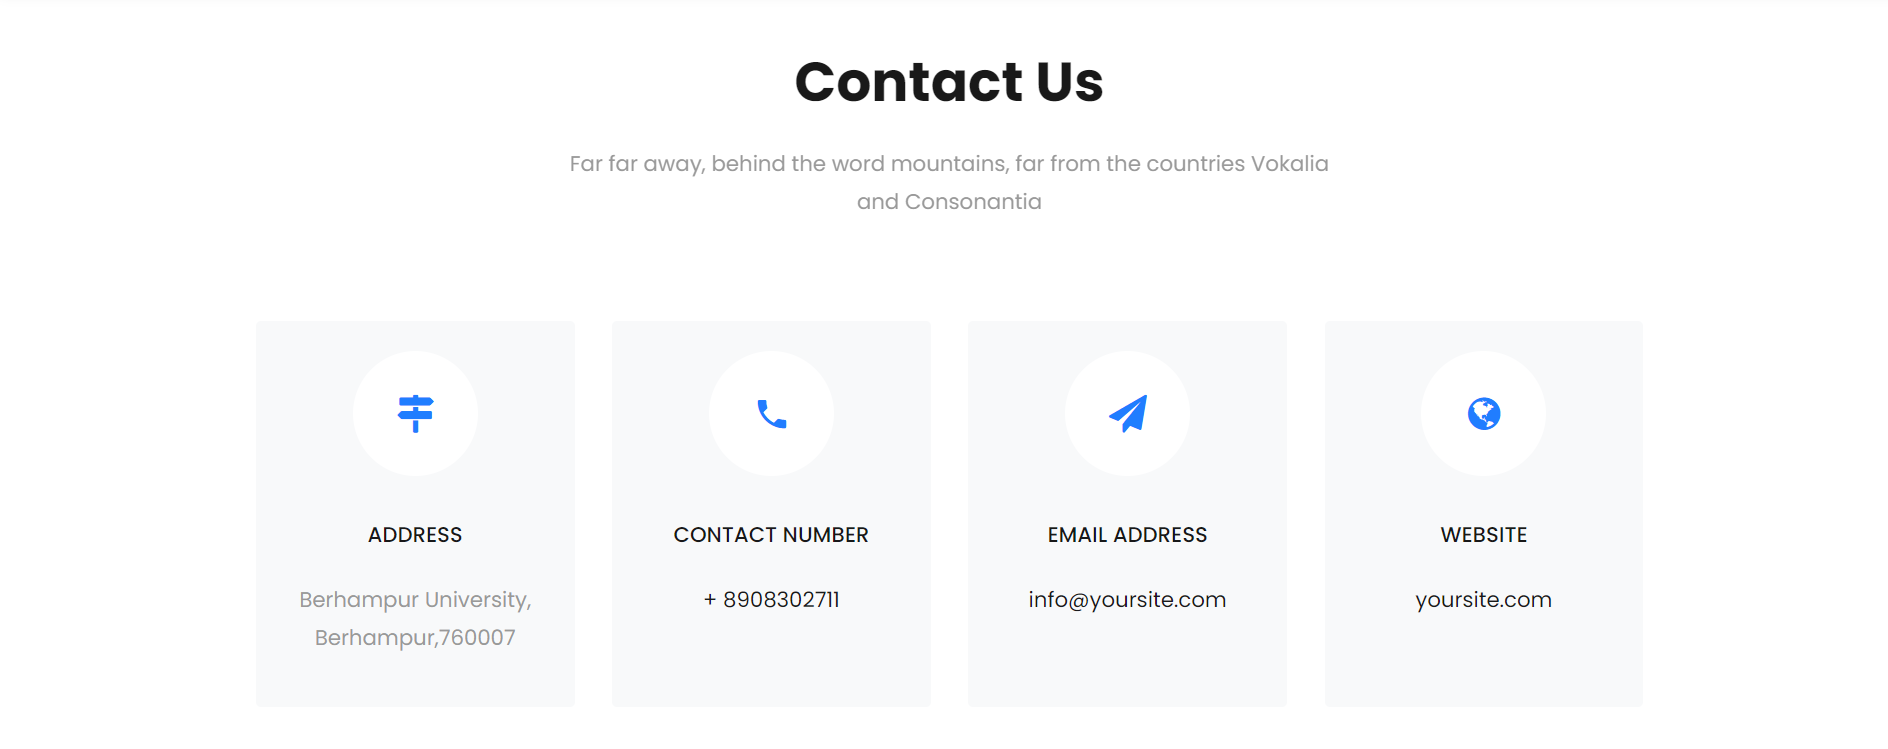 Contact Us
Far far away, behind the word mountains, far from the countries Vokalia
and Consonantia
ADDRESS
Berhampur University,
Berhampur,760007
CONTACT NUMBER
+ 8908302711
EMAIL ADDRESS
info@yoursite.com
WEBSITE
yoursite.com